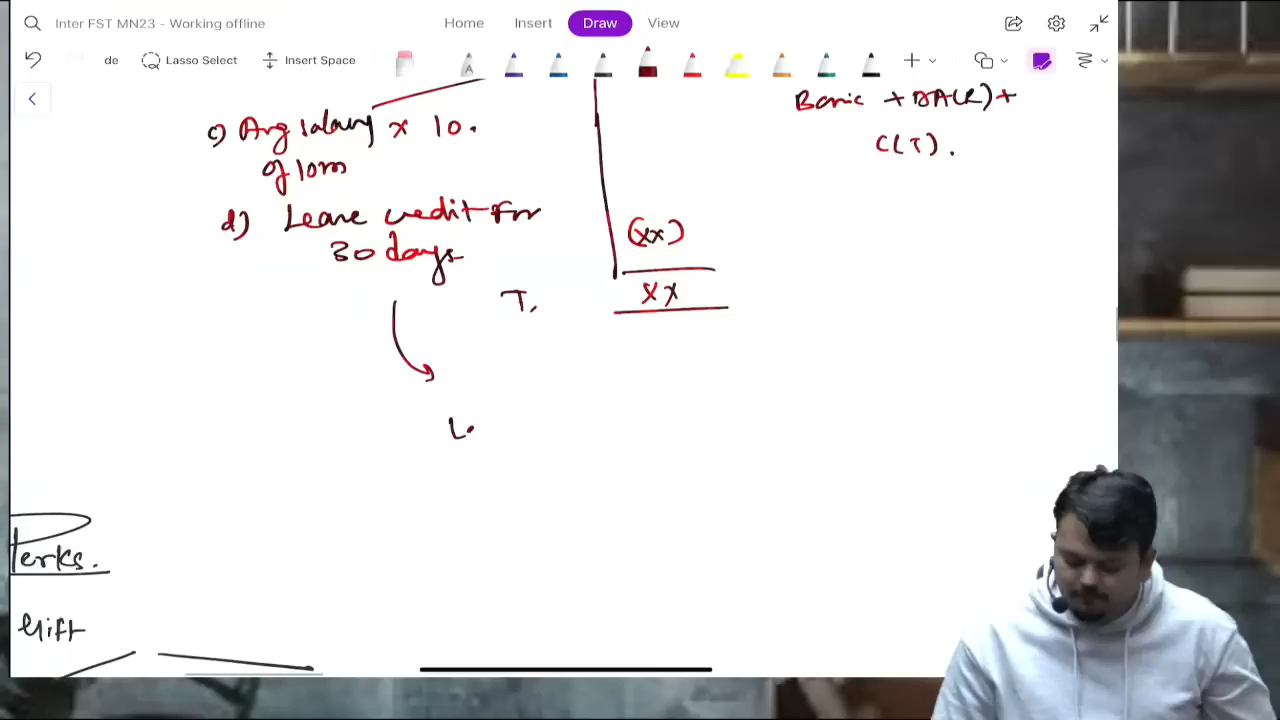 Inter FST MN23 - Working offline
Home Insert Draw View
de Lasso Select Insert Space
A
c) Avg salary x 10.
of 10m
Basic + DA(R) +
C(T).
d) Leave credit for
30 days
(xx)
T. xx
L.
Perks.
Gift